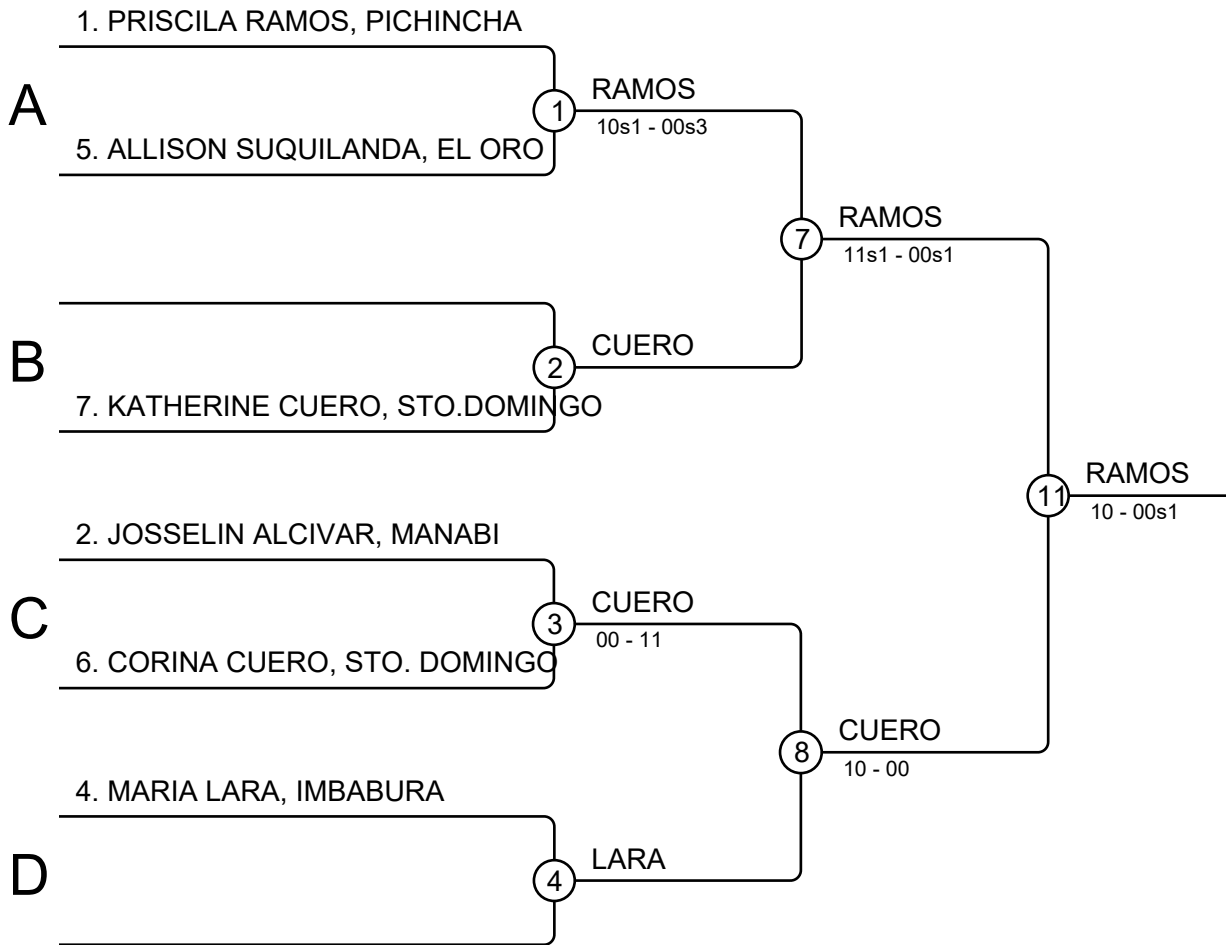 1. PRISCILA RAMOS, PICHINCHA
A
1
RAMOS
10s1 - 00s3
5. ALLISON SUQUILANDA, EL ORO
7
RAMOS
11s1 - 00s1
B
2
CUERO
7. KATHERINE CUERO, STO.DOMINGO
11
RAMOS
10 - 00s1
2. JOSSELIN ALCIVAR, MANABI
C
3
CUERO
00 - 11
6. CORINA CUERO, STO. DOMINGO
8
CUERO
10 - 00
4. MARIA LARA, IMBABURA
D
4
LARA